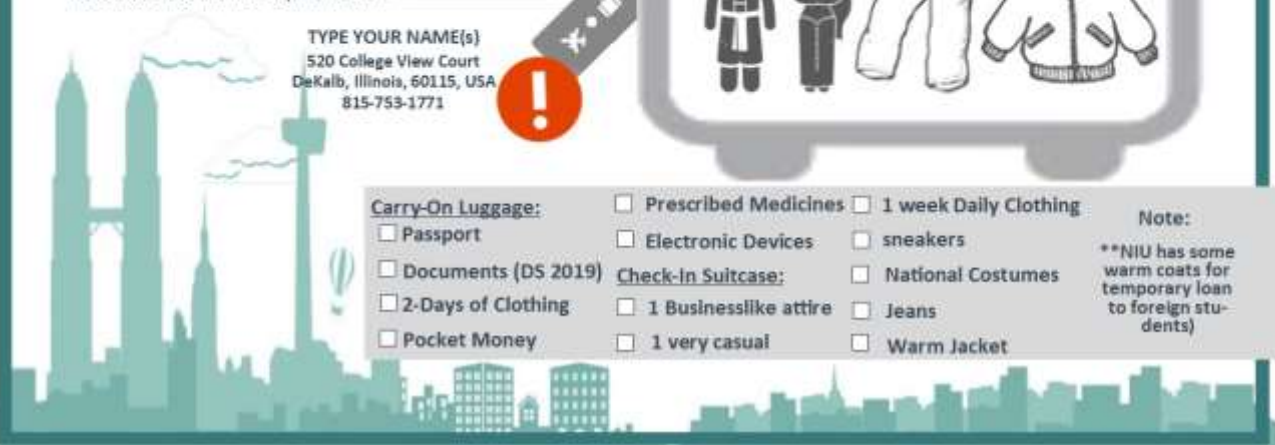 TYPE YOUR NAME(s)
520 College View Court
DeKalb, Illinois, 60115, USA
815-753-1771
Carry-On Luggage:
Passport
Documents (DS 2019)
2-Days of Clothing
Pocket Money
Prescribed Medicines
Electronic Devices
Check-In Suitcase:
1 Businesslike attire
1 very casual
1 week Daily Clothing
sneakers
National Costumes
Jeans
Warm Jacket
Note:
**NIU has some
warm coats for
temporary loan
to foreign stu-
dents)